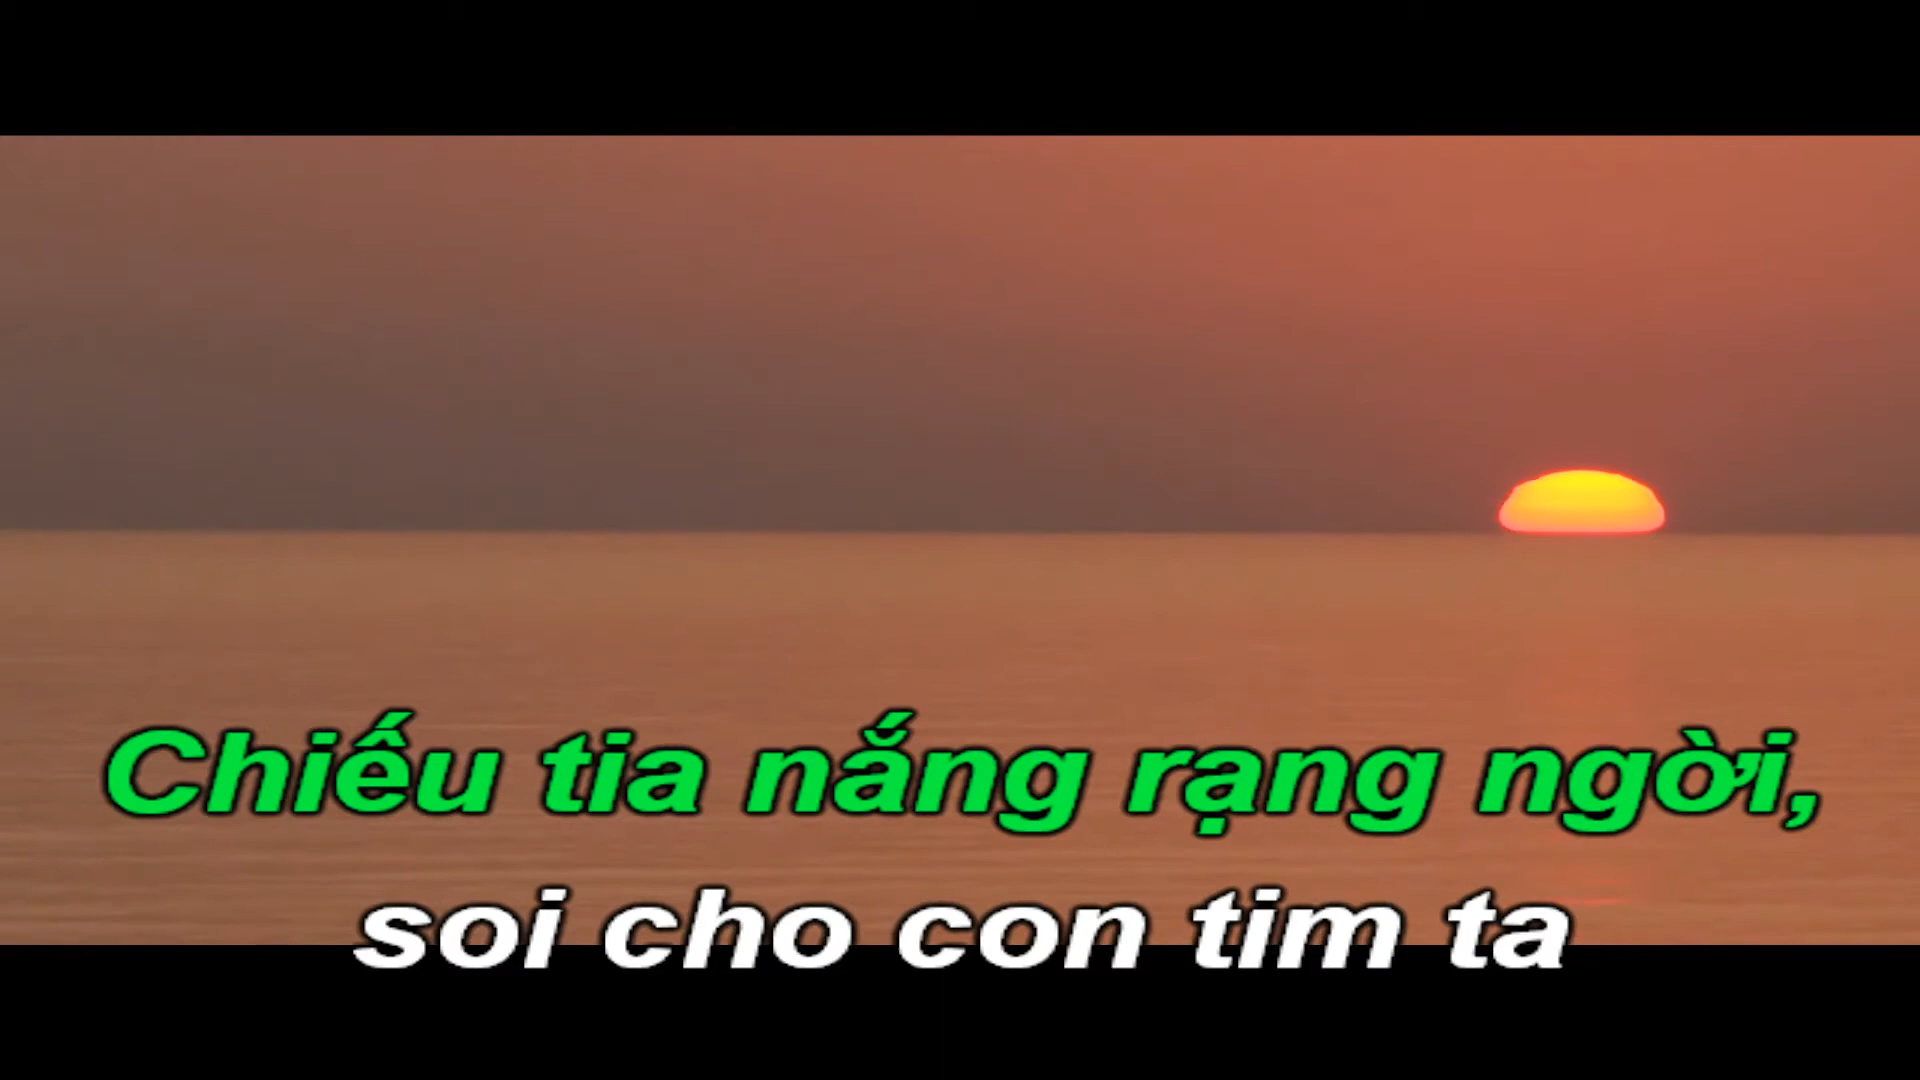 Chiếu tia nắng rạng ngời,
soi cho con tim ta